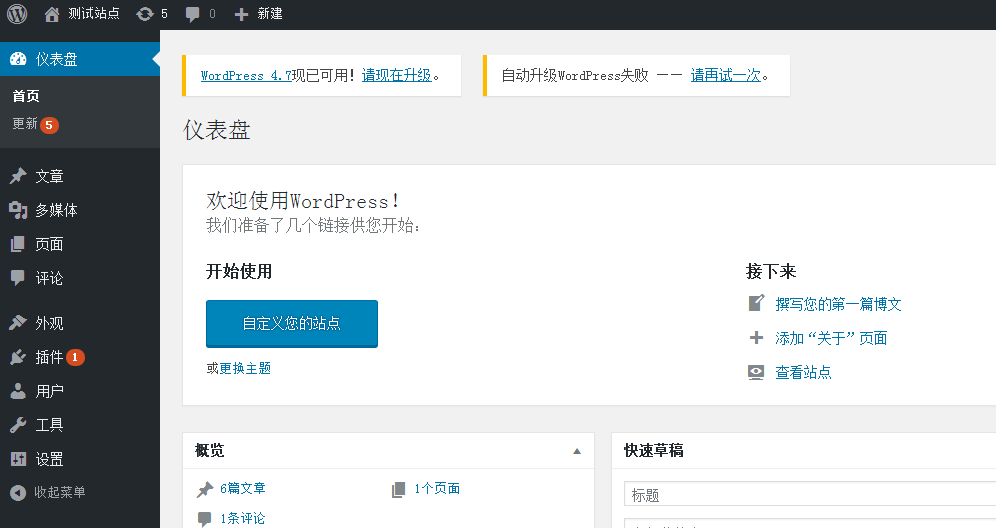 测试站点 5 0 新建
仪表盘
首页
更新 5
文章
多媒体
页面
评论
外观
插件 1
用户
工具
设置
收起菜单
WordPress 4.7现已可用！请现在升级。
自动升级WordPress失败 —— 请再试一次。
仪表盘
欢迎使用WordPress！
我们准备了几个链接供您开始：
开始使用
自定义您的站点
或更换主题
接下来
撰写您的第一篇博文
添加“关于”页面
查看站点
概览
6篇文章
1个页面
1条评论
快速草稿
标题